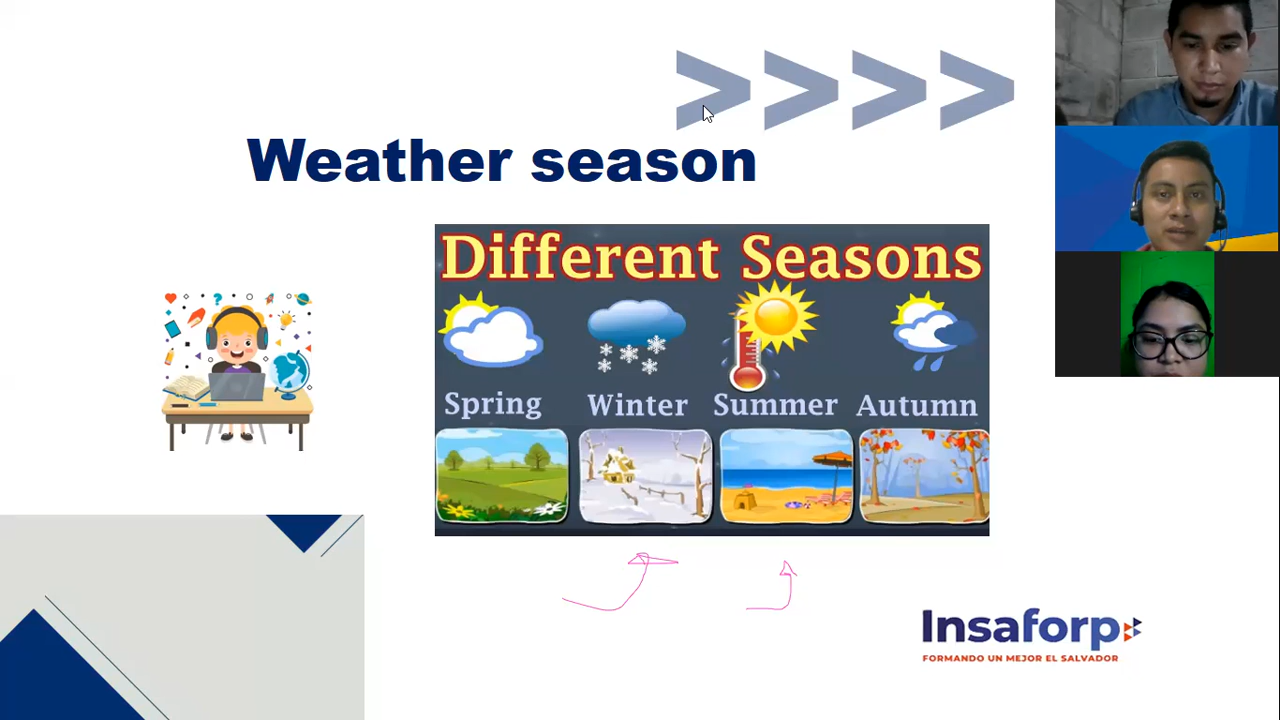 Weather season
Different Seasons
Spring Winter Summer Autumn
Insaforp
FORMANDO UN MEJOR EL SALVADOR